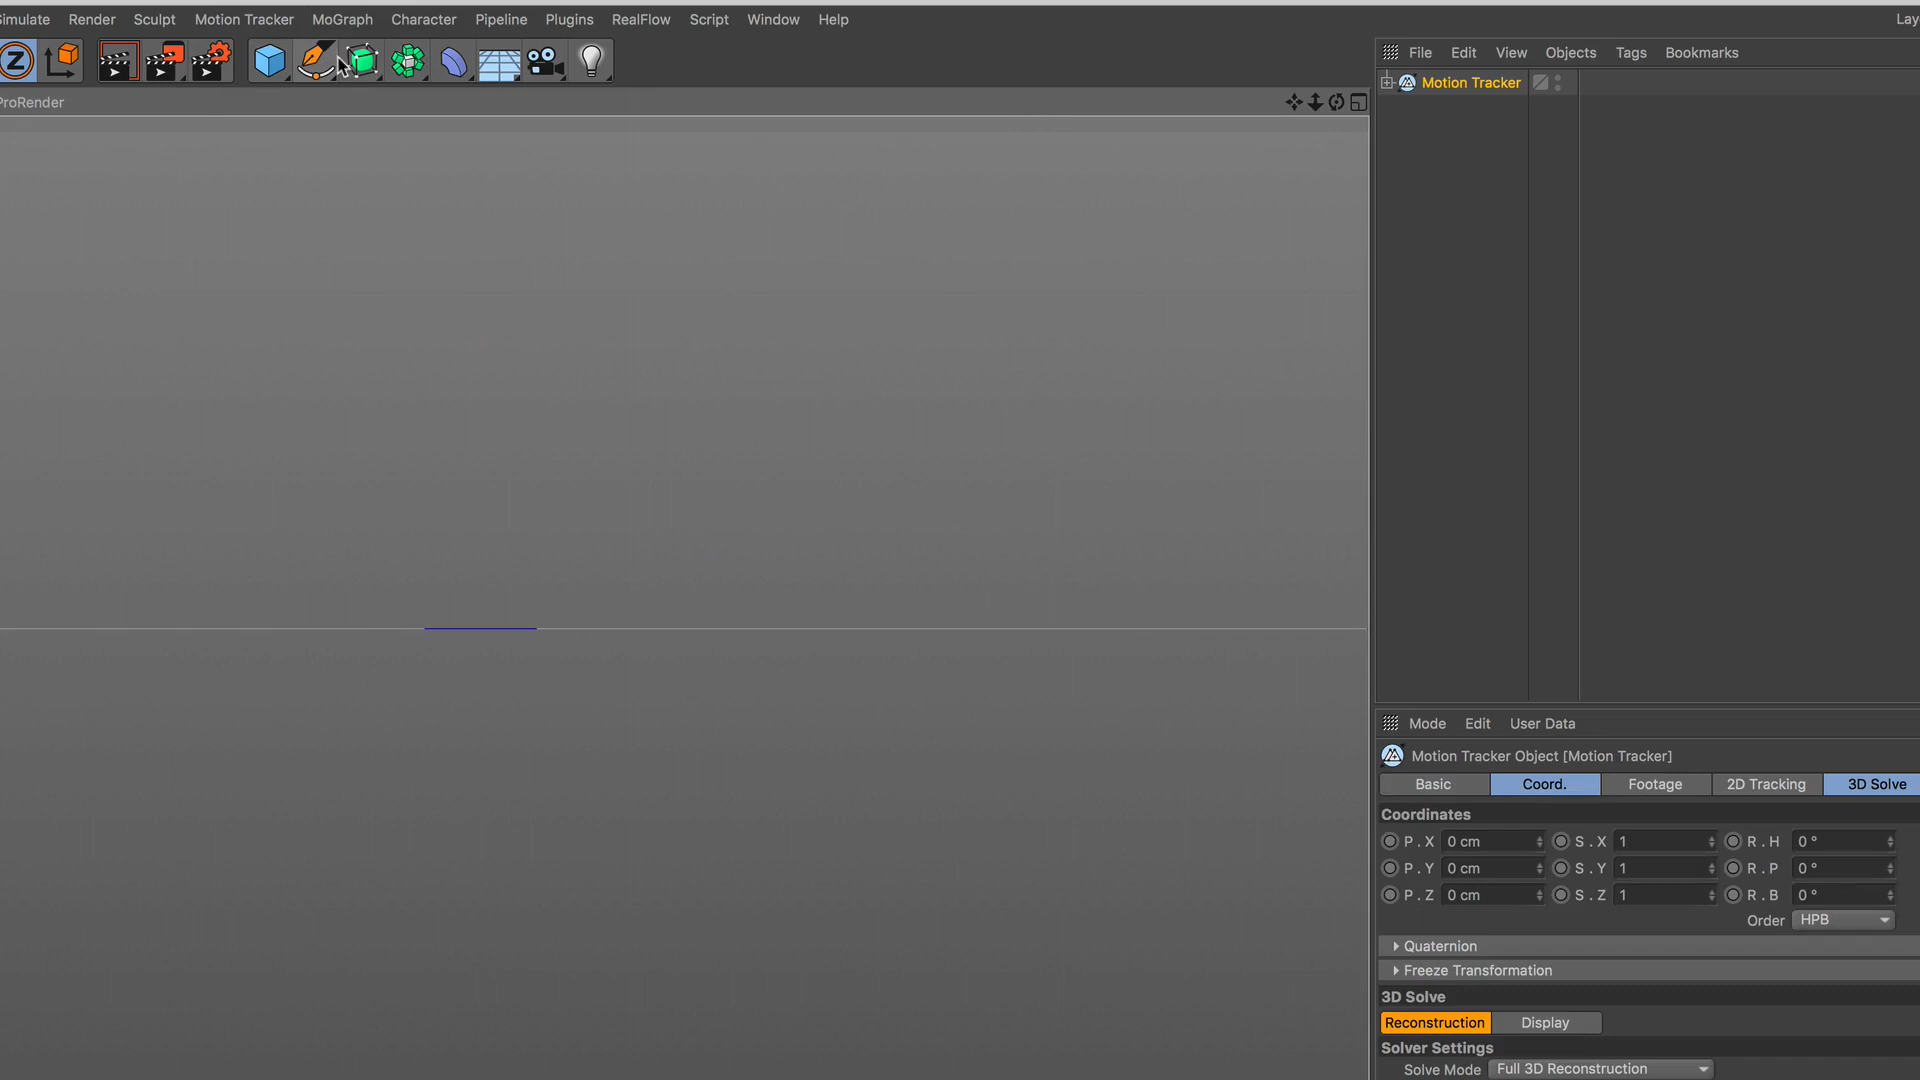 Simulate Render Sculpt Motion Tracker MoGraph Character Pipeline Plugins RealFlow Script Window Help
Z
File Edit View Objects Tags Bookmarks
Motion Tracker
ProRender
Mode Edit User Data
Motion Tracker Object [Motion Tracker]
Basic Coord. Footage 2D Tracking 3D Solve
Coordinates
P . X 0 cm S . X 1 R . H 0 °
P . Y 0 cm S . Y 1 R . P 0 °
P . Z 0 cm S . Z 1 R . B 0 °
Order HPB
Quaternion
Freeze Transformation
3D Solve
Reconstruction Display
Solver Settings
Solve Mode Full 3D Reconstruction